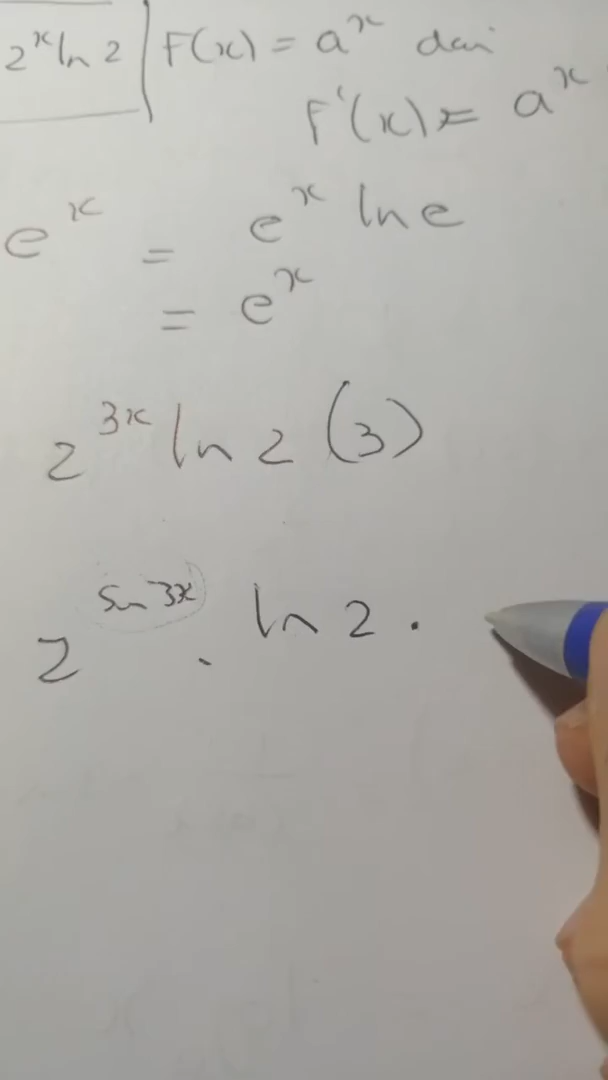 2^x ln 2 | F(x) = a^x dan
F'(x) = a^x
e^x = e^x ln e
= e^x
2^3x ln 2 (3)
2^sin 3x . ln 2 .